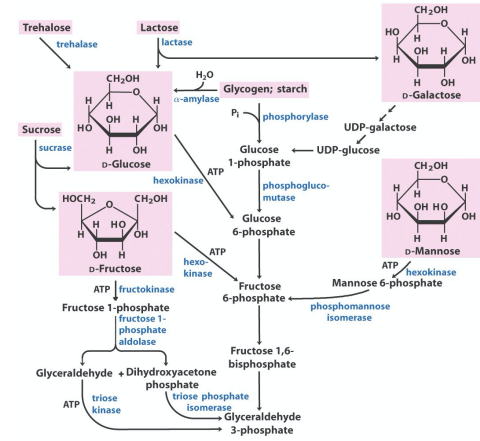 Trehalose
trehalase
Lactose
lactase
CH₂OH
HO
O
H
H
OH
H
H
OH
H
OH
D-Galactose
H₂O
α-amylase
Glycogen; starch
CH₂OH
H
O
H
H
OH
H
HO
OH
H
OH
D-Glucose
Pᵢ
phosphorylase
UDP-galactose
UDP-glucose
Glucose
1-phosphate
Sucrose
sucrase
hexokinase
ATP
phosphogluco-
mutase
Glucose
6-phosphate
CH₂OH
H
O
H
H
OH
HO
HO
OH
H
H
D-Mannose
HOCH₂
O
CH₂OH
H
HO
H
OH
OH
H
D-Fructose
ATP
hexo-
kinase
ATP
hexokinase
Mannose 6-phosphate
phosphomannose
isomerase
Fructose
6-phosphate
ATP
fructokinase
Fructose 1-phosphate
fructose 1-
phosphate
aldolase
Fructose 1,6-
bisphosphate
Glyceraldehyde + Dihydroxyacetone
phosphate
ATP
triose
kinase
triose phosphate
isomerase
Glyceraldehyde
3-phosphate